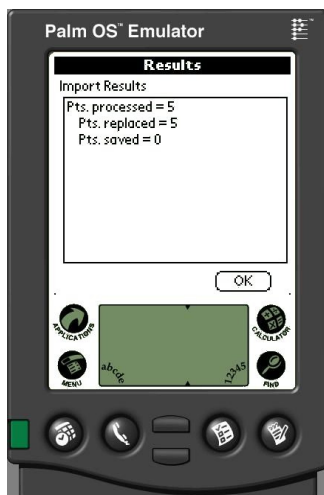 Palm OS™ Emulator
Results
Import Results
Pts. processed = 5
Pts. replaced = 5
Pts. saved = 0
OK
APPLICATIONS
CALCULATOR
MENU
abcde
12345
FIND